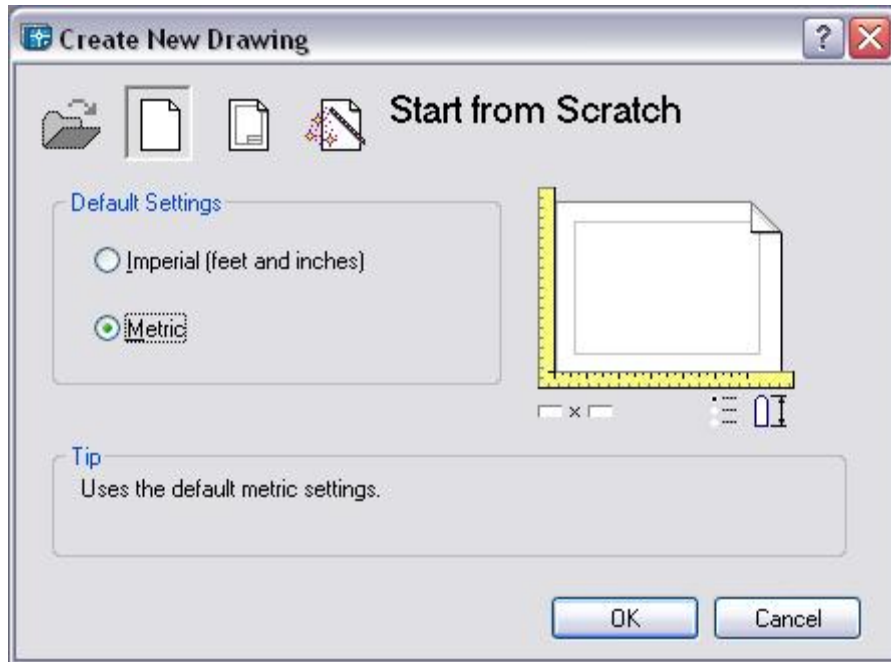 Create New Drawing
Start from Scratch
Default Settings
Imperial (feet and inches)
Metric
Tip
Uses the default metric settings.
OK
Cancel